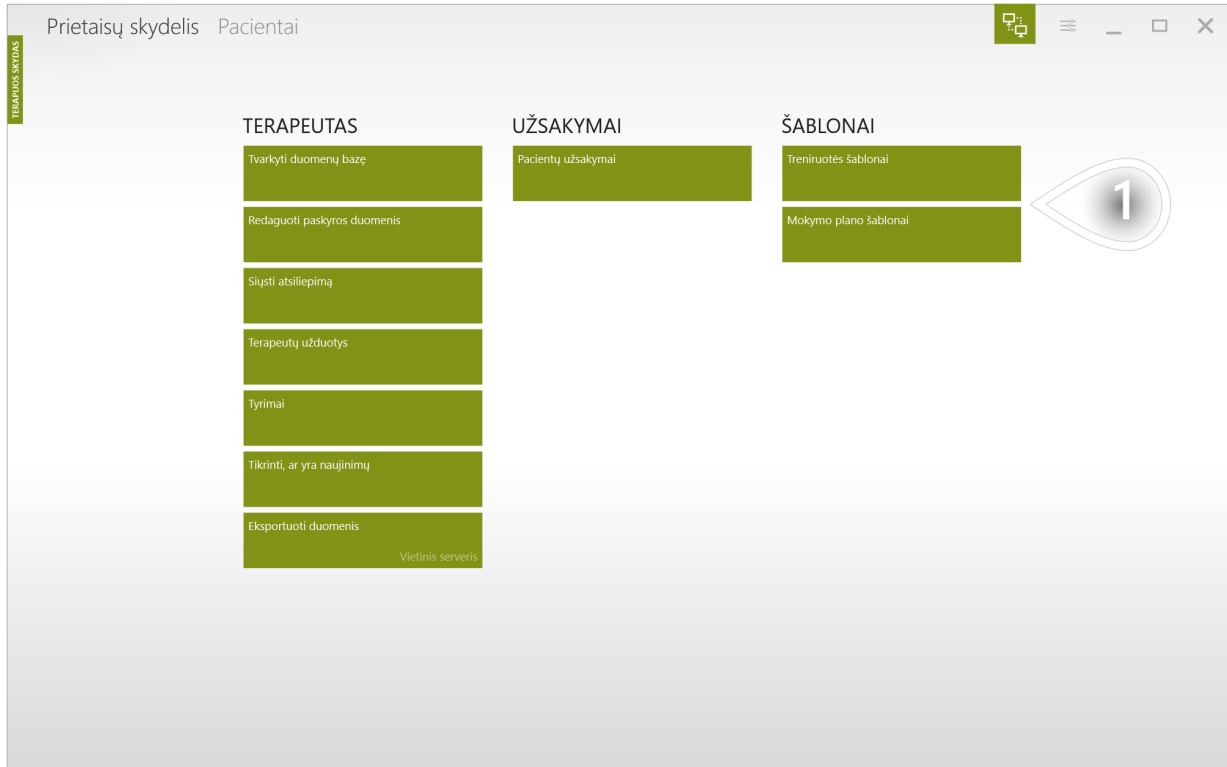 Prietaisų skydelis Pacientai
TERAPIJOS SKYDAS
TERAPEUTAS
Tvarkyti duomenų bazę
Redaguoti paskyros duomenis
Siųsti atsiliepimą
Terapeutų užduotys
Tyrimai
Tikrinti, ar yra naujinimų
Eksportuoti duomenis
Vietinis serveris
UŽSAKYMAI
Pacientų užsakymai
ŠABLONAI
Treniruotės šablonai
Mokymo plano šablonai
1